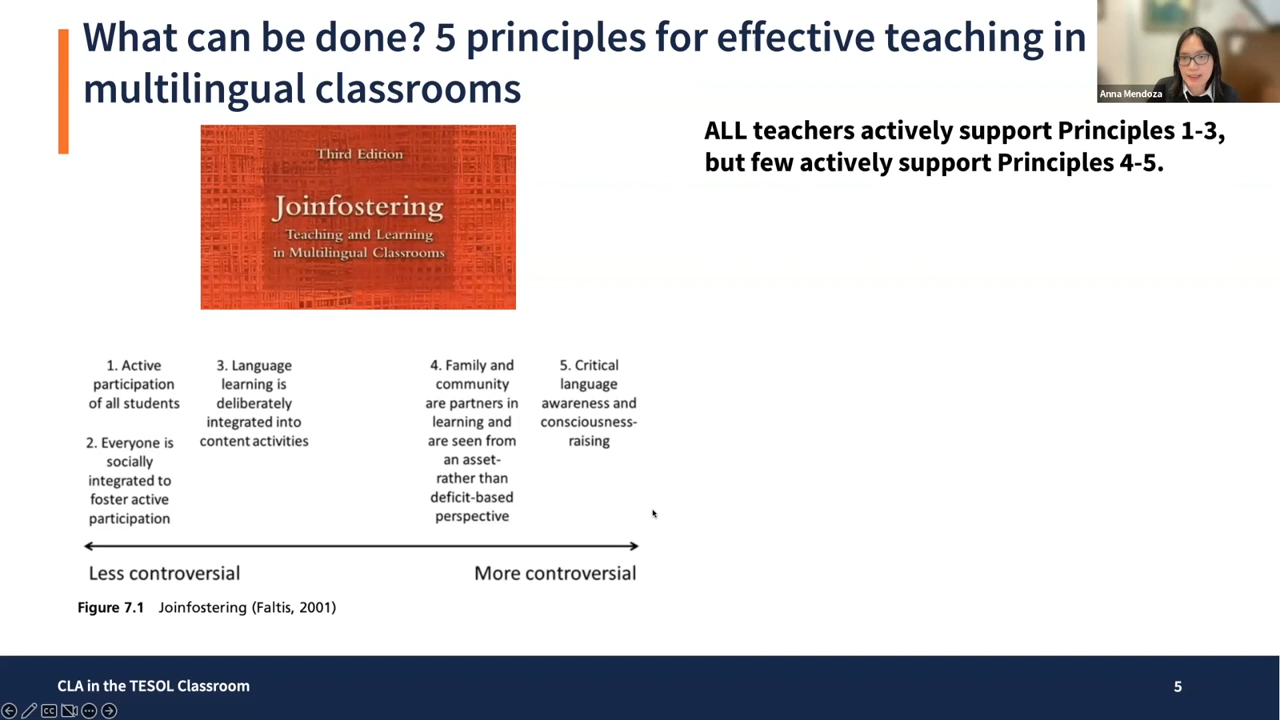 What can be done? 5 principles for effective teaching in
multilingual classrooms
Anna Mendoza
ALL teachers actively support Principles 1-3,
but few actively support Principles 4-5.
Third Edition
Joinfostering
Teaching and Learning
in Multilingual Classrooms
1. Active
participation
of all students
2. Everyone is
socially
integrated to
foster active
participation
3. Language
learning is
deliberately
integrated into
content activities
4. Family and
community
are partners in
learning and
are seen from
an asset-
rather than
deficit-based
perspective
5. Critical
language
awareness and
consciousness-
raising
Less controversial
More controversial
Figure 7.1 Joinfostering (Faltis, 2001)
CLA in the TESOL Classroom
5
CC